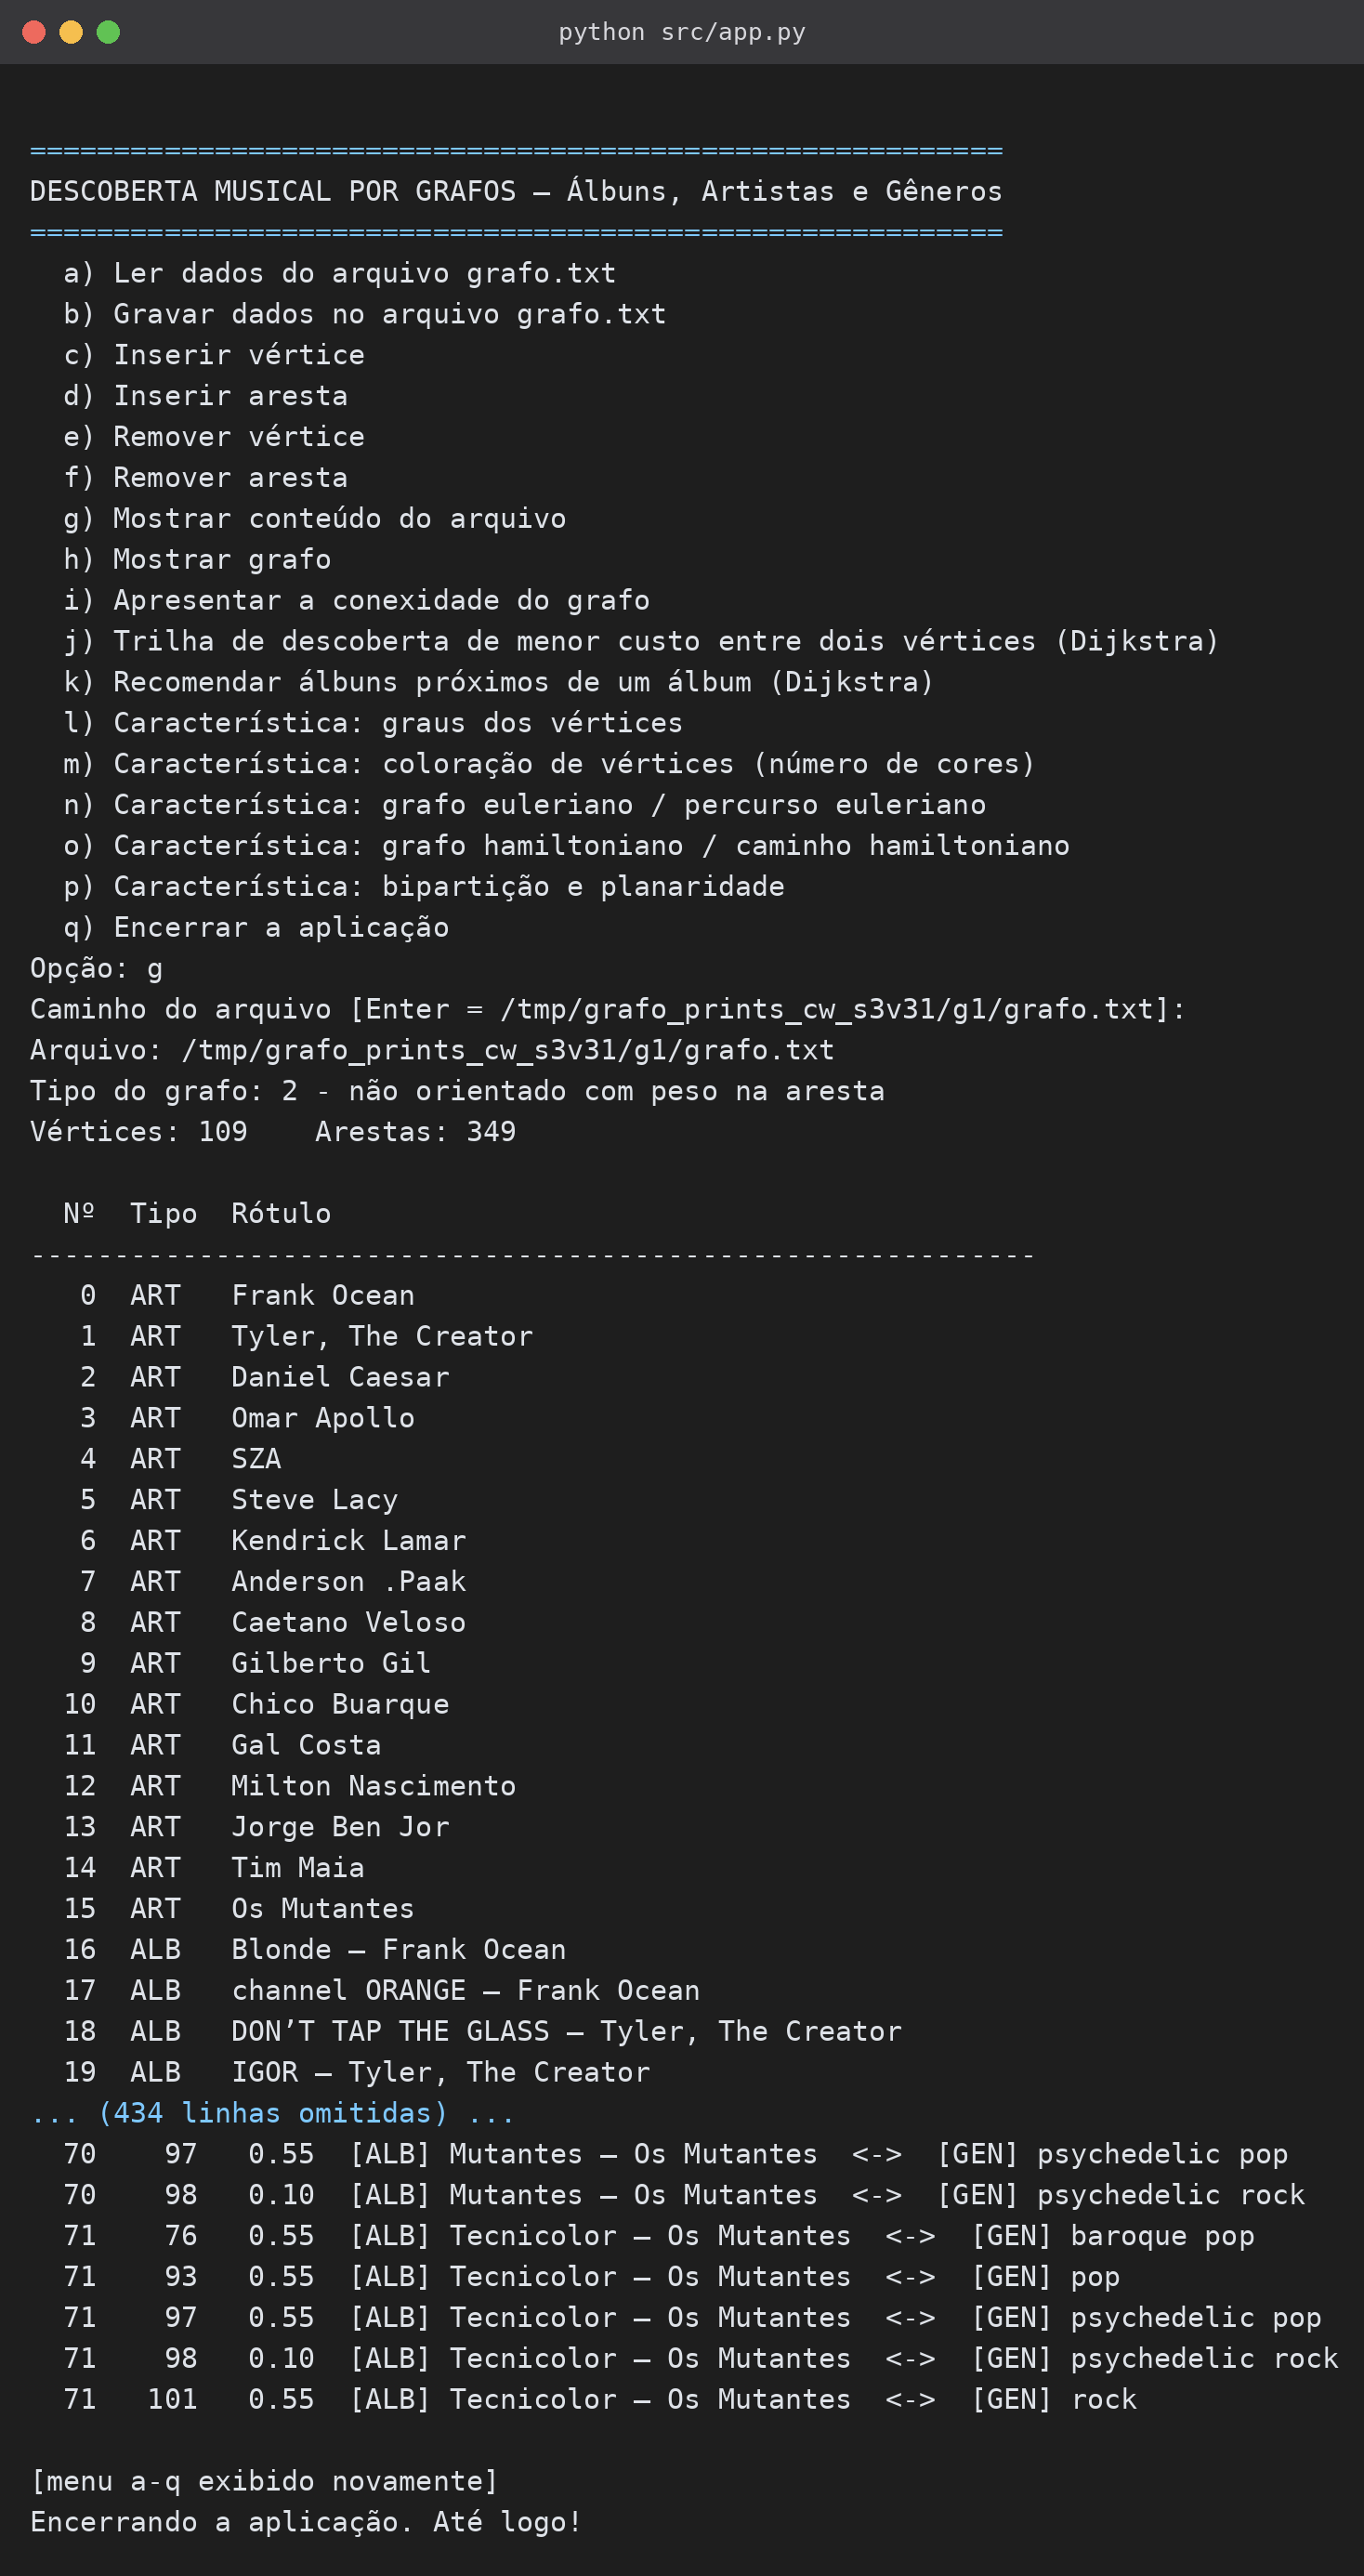 python src/app.py
==========================================================
DESCOBERTA MUSICAL POR GRAFOS — Álbuns, Artistas e Gêneros
==========================================================
a) Ler dados do arquivo grafo.txt
b) Gravar dados no arquivo grafo.txt
c) Inserir vértice
d) Inserir aresta
e) Remover vértice
f) Remover aresta
g) Mostrar conteúdo do arquivo
h) Mostrar grafo
i) Apresentar a conexidade do grafo
j) Trilha de descoberta de menor custo entre dois vértices (Dijkstra)
k) Recomendar álbuns próximos de um álbum (Dijkstra)
l) Característica: graus dos vértices
m) Característica: coloração de vértices (número de cores)
n) Característica: grafo euleriano / percurso euleriano
o) Característica: grafo hamiltoniano / caminho hamiltoniano
p) Característica: bipartição e planaridade
q) Encerrar a aplicação
Opção: g
Caminho do arquivo [Enter = /tmp/grafo_prints_cw_s3v31/g1/grafo.txt]:
Arquivo: /tmp/grafo_prints_cw_s3v31/g1/grafo.txt
Tipo do grafo: 2 - não orientado com peso na aresta
Vértices: 109    Arestas: 349
Nº  Tipo  Rótulo
------------------------------------------------------------
0  ART   Frank Ocean
1  ART   Tyler, The Creator
2  ART   Daniel Caesar
3  ART   Omar Apollo
4  ART   SZA
5  ART   Steve Lacy
6  ART   Kendrick Lamar
7  ART   Anderson .Paak
8  ART   Caetano Veloso
9  ART   Gilberto Gil
10  ART   Chico Buarque
11  ART   Gal Costa
12  ART   Milton Nascimento
13  ART   Jorge Ben Jor
14  ART   Tim Maia
15  ART   Os Mutantes
16  ALB   Blonde — Frank Ocean
17  ALB   channel ORANGE — Frank Ocean
18  ALB   DON’T TAP THE GLASS — Tyler, The Creator
19  ALB   IGOR — Tyler, The Creator
... (434 linhas omitidas) ...
70    97   0.55  [ALB] Mutantes — Os Mutantes  <->  [GEN] psychedelic pop
70    98   0.10  [ALB] Mutantes — Os Mutantes  <->  [GEN] psychedelic rock
71    76   0.55  [ALB] Tecnicolor — Os Mutantes  <->  [GEN] baroque pop
71    93   0.55  [ALB] Tecnicolor — Os Mutantes  <->  [GEN] pop
71    97   0.55  [ALB] Tecnicolor — Os Mutantes  <->  [GEN] psychedelic pop
71    98   0.10  [ALB] Tecnicolor — Os Mutantes  <->  [GEN] psychedelic rock
71   101   0.55  [ALB] Tecnicolor — Os Mutantes  <->  [GEN] rock
[menu a-q exibido novamente]
Encerrando a aplicação. Até logo!